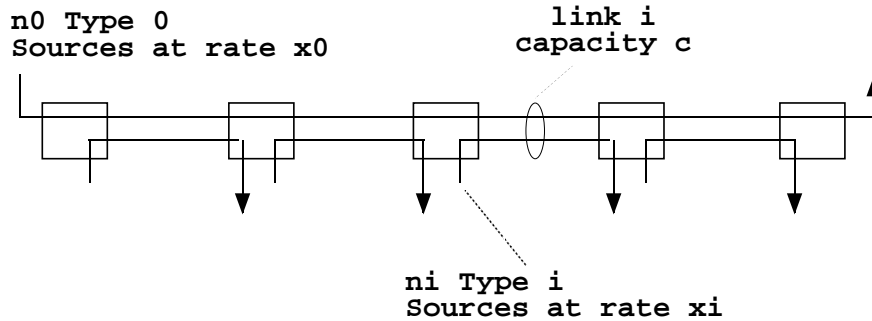 n0 Type 0
Sources at rate x0
link i
capacity c
ni Type i
Sources at rate xi